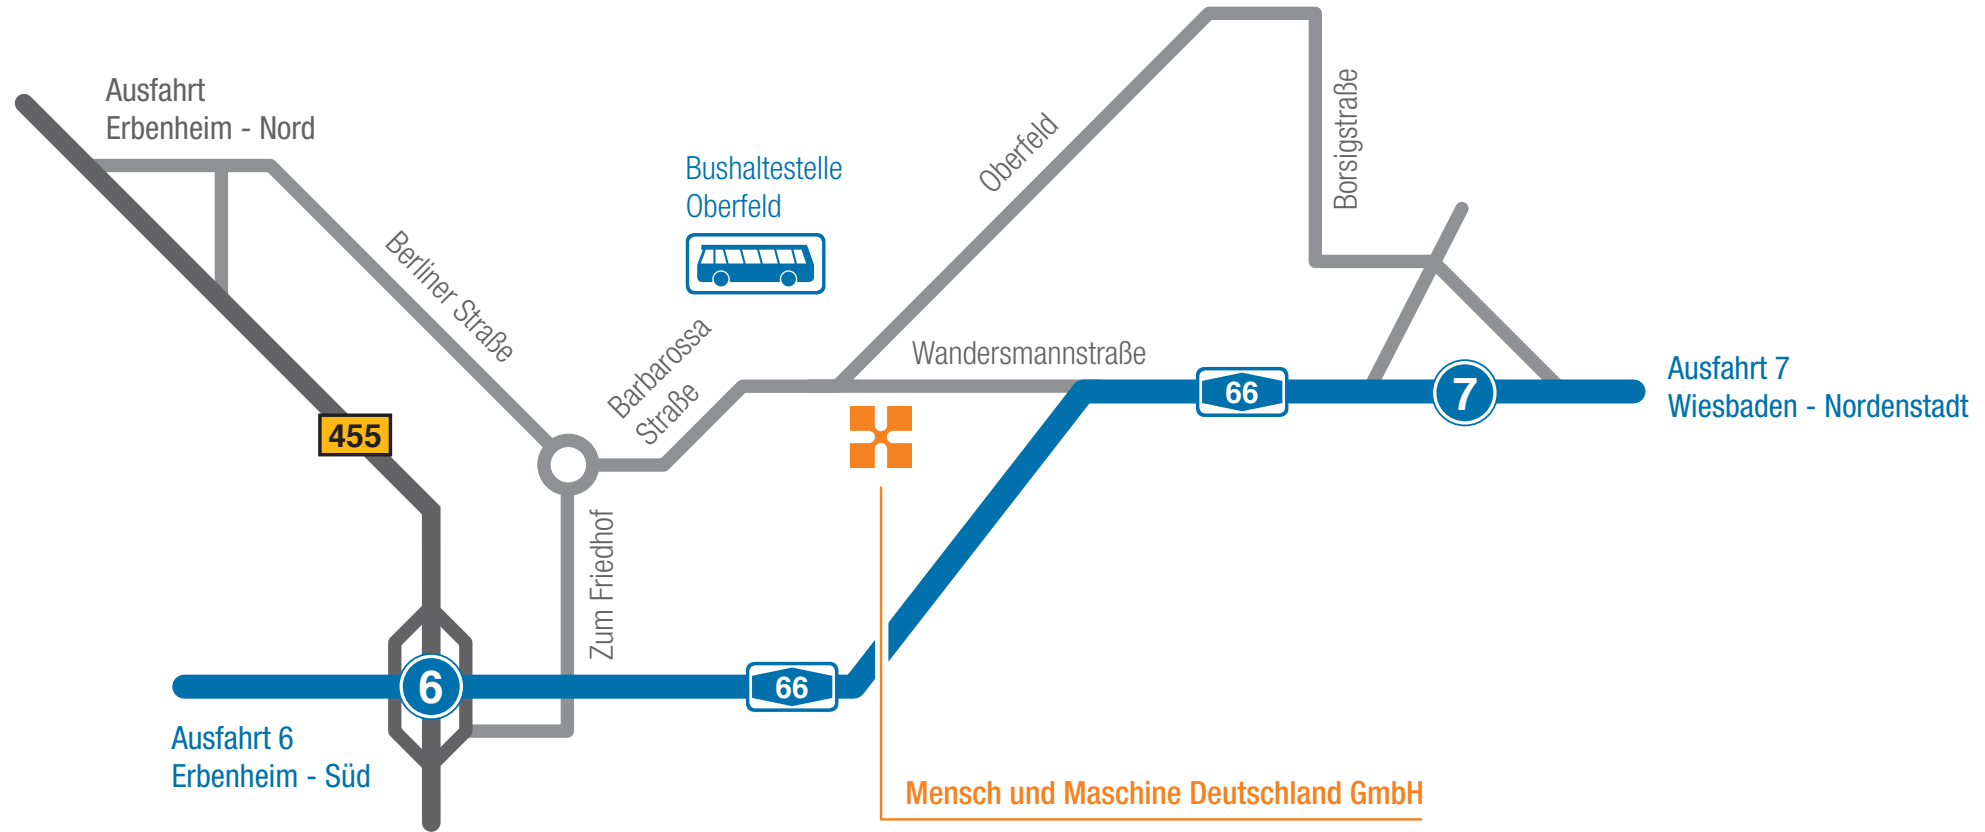 Ausfahrt
Erbenheim - Nord
Berliner Straße
Bushaltestelle
Oberfeld
Barbarossa
Straße
Oberfeld
Borsigstraße
Wandersmannstraße
66
7
Ausfahrt 7
Wiesbaden - Nordenstadt
455
Zum Friedhof
6
66
Ausfahrt 6
Erbenheim - Süd
Mensch und Maschine Deutschland GmbH